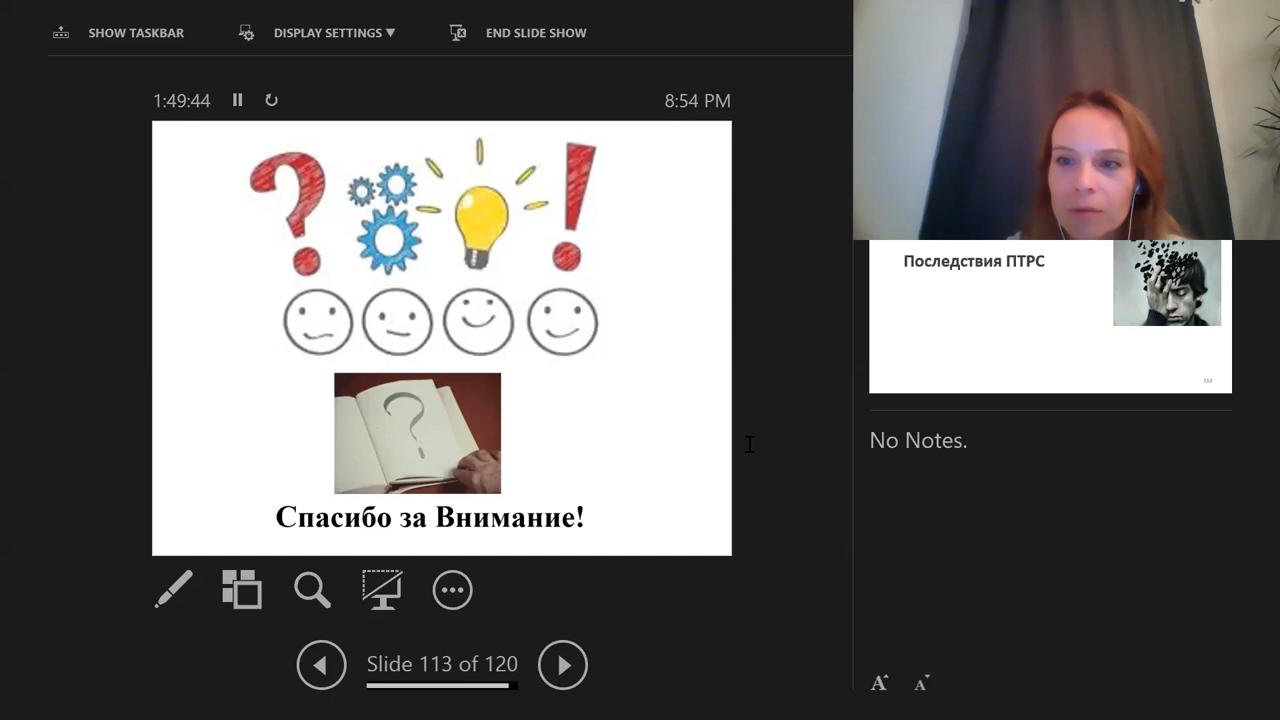 SHOW TASKBAR
DISPLAY SETTINGS ▼
END SLIDE SHOW
1:49:44
8:54 PM
Спасибо за Внимание!
Slide 113 of 120
Последствия ПТРС
No Notes.
A
A